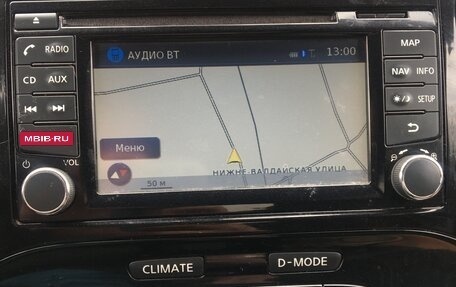 АУДИО BT
13:00
RADIO
MAP
CD AUX
NAV INFO
SETUP
MBIB.RU
VOL
Меню
50 м
НИЖНЕ-ВАЛДАЙСКАЯ УЛИЦА
CLIMATE
D-MODE